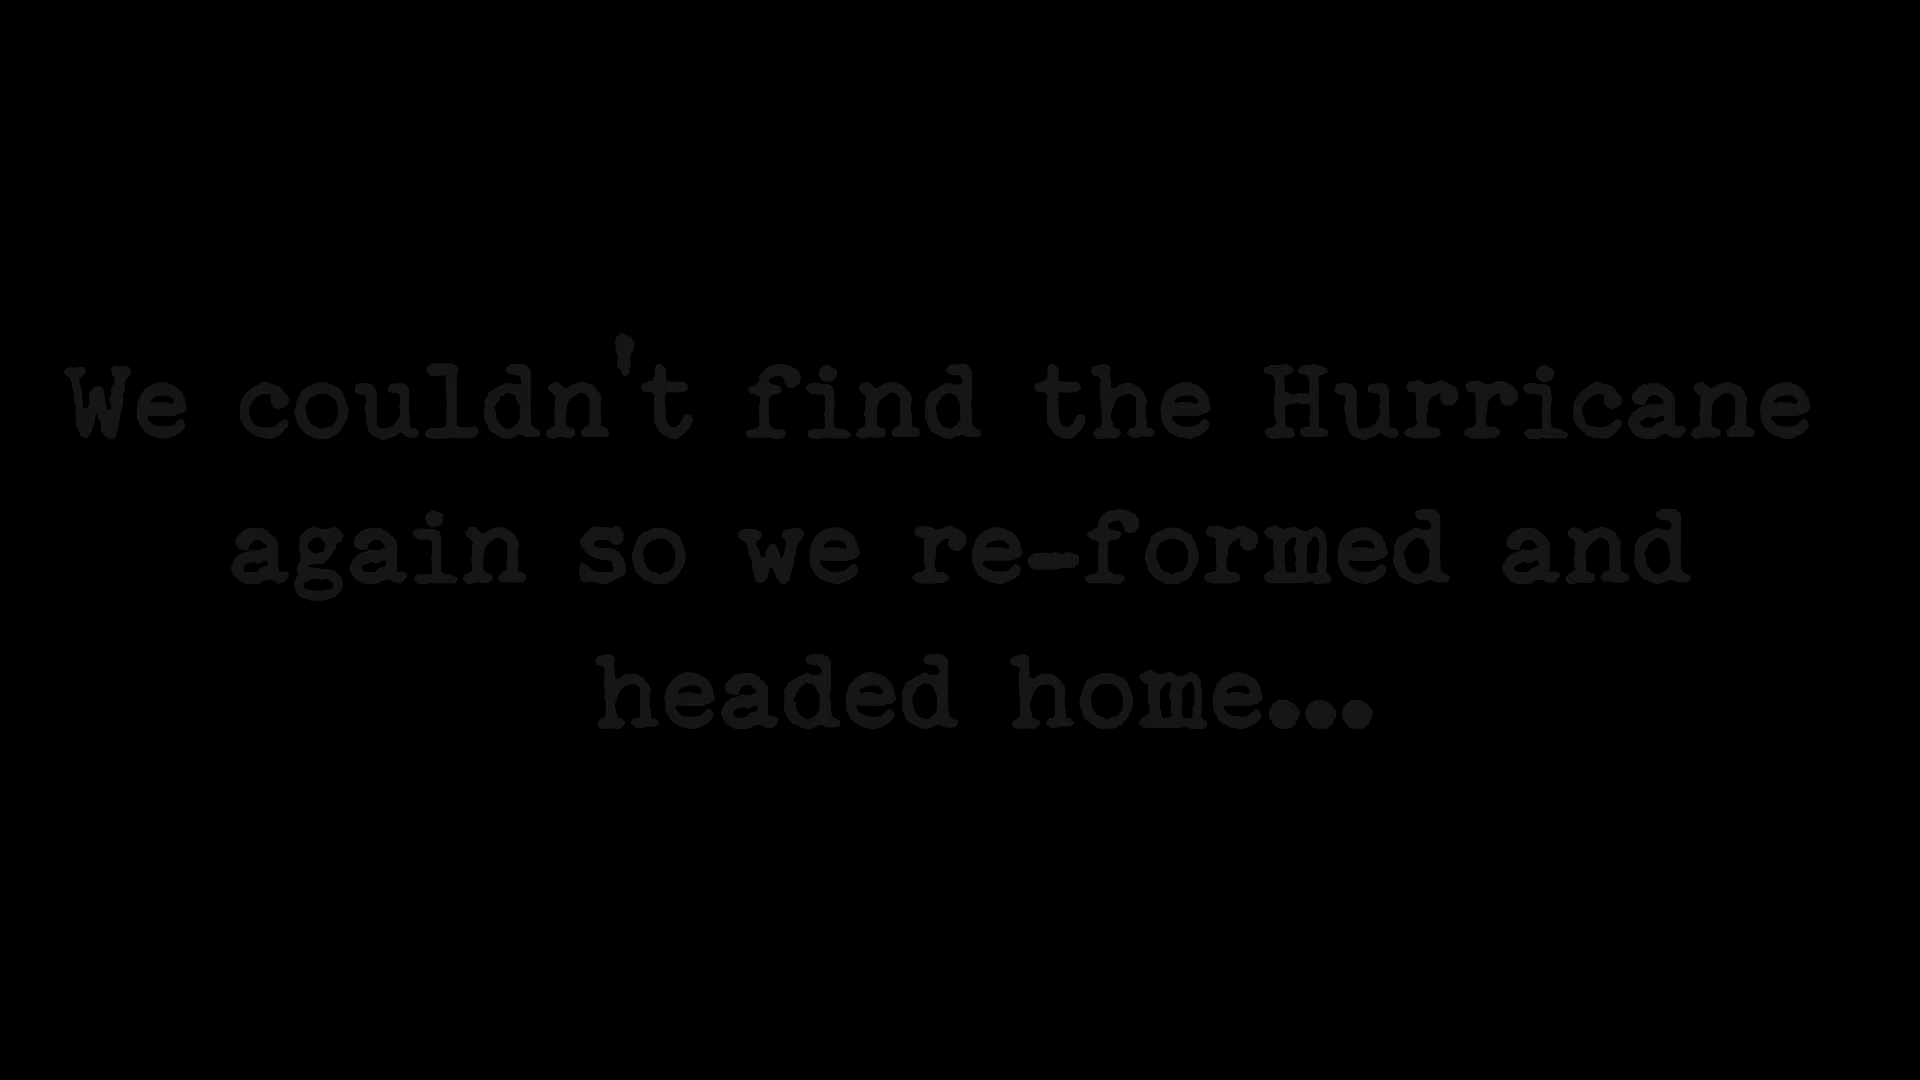 We couldn't find the Hurricane
again so we re-formed and
headed home...